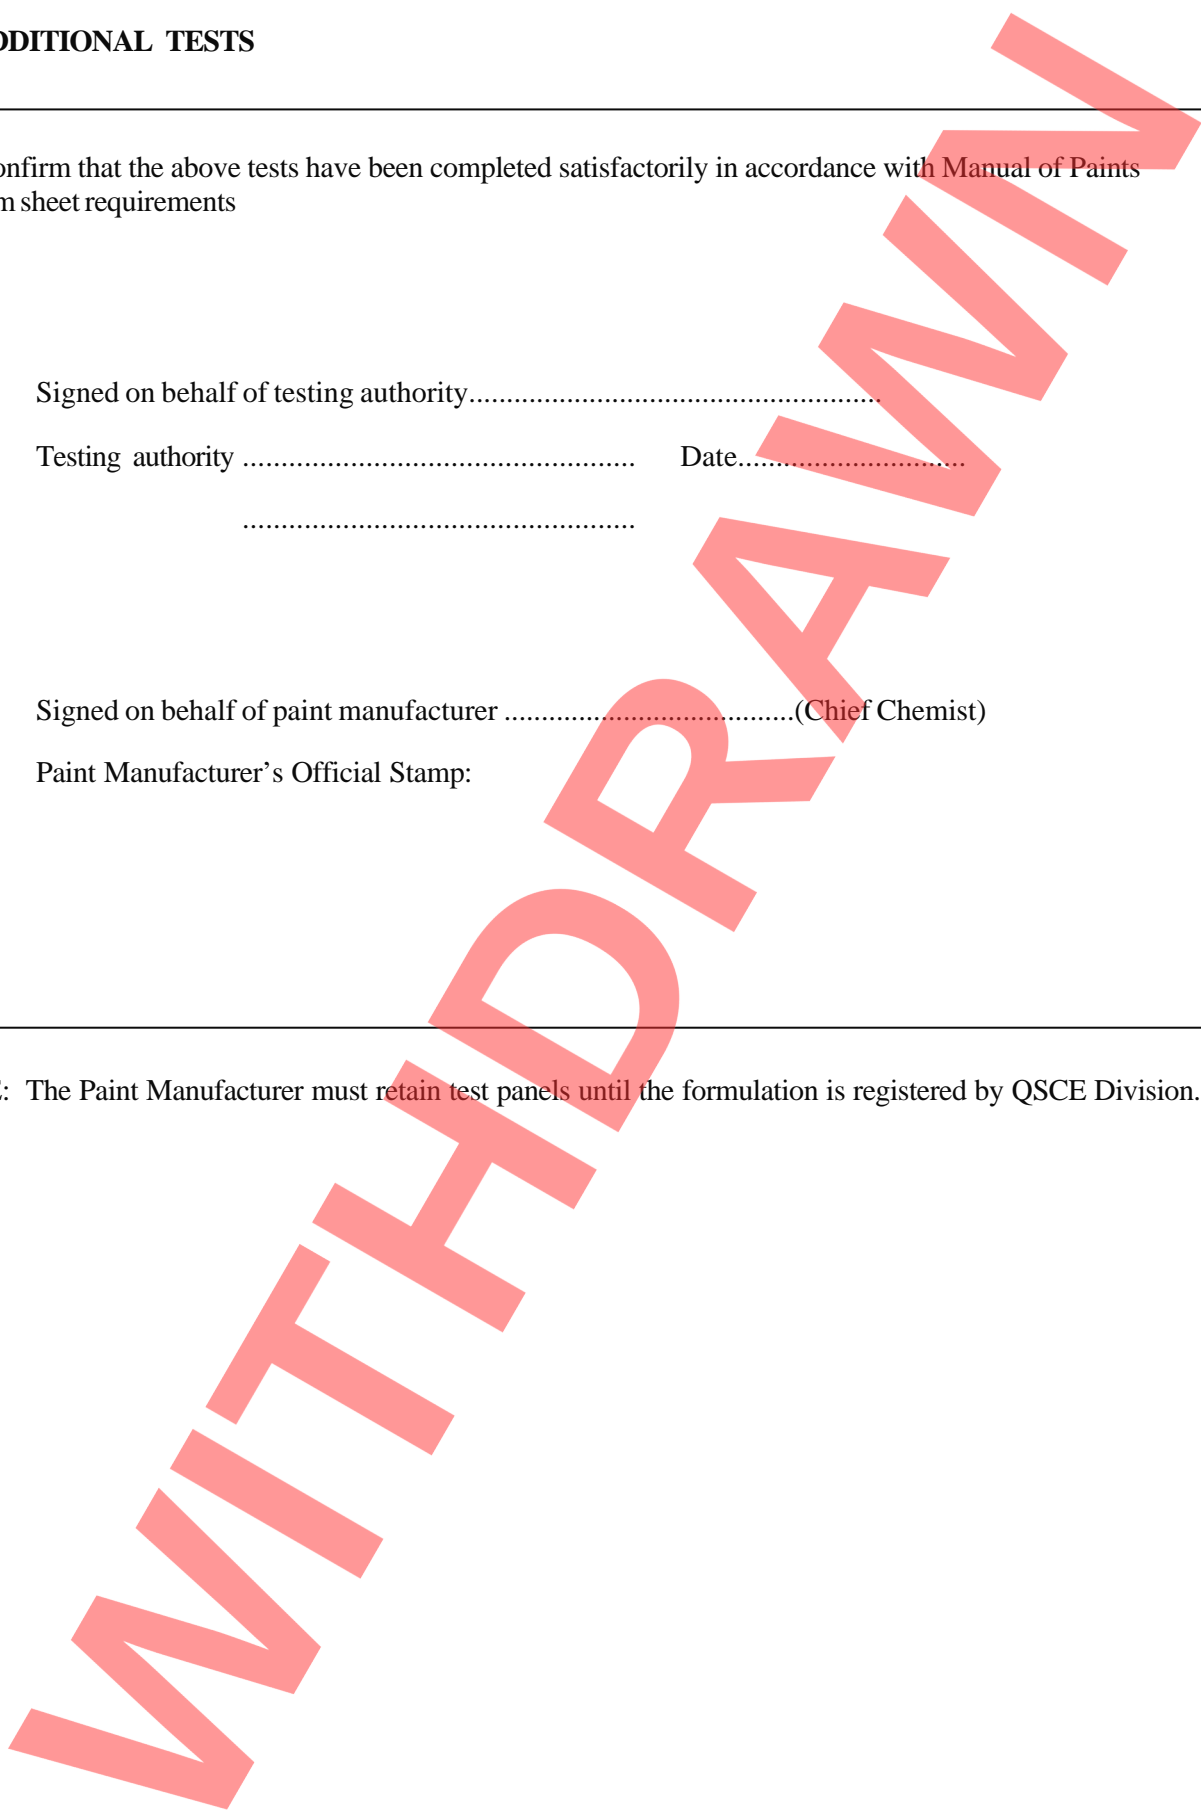 DDITIONAL TESTS
onfirm that the above tests have been completed satisfactorily in accordance with Manual of Paints
m sheet requirements
Signed on behalf of testing authority.......................................................
Testing authority ................................................... Date..............................
...................................................
Signed on behalf of paint manufacturer .......................................(Chief Chemist)
Paint Manufacturer’s Official Stamp:
E: The Paint Manufacturer must retain test panels until the formulation is registered by QSCE Division.
WITHDRAWN